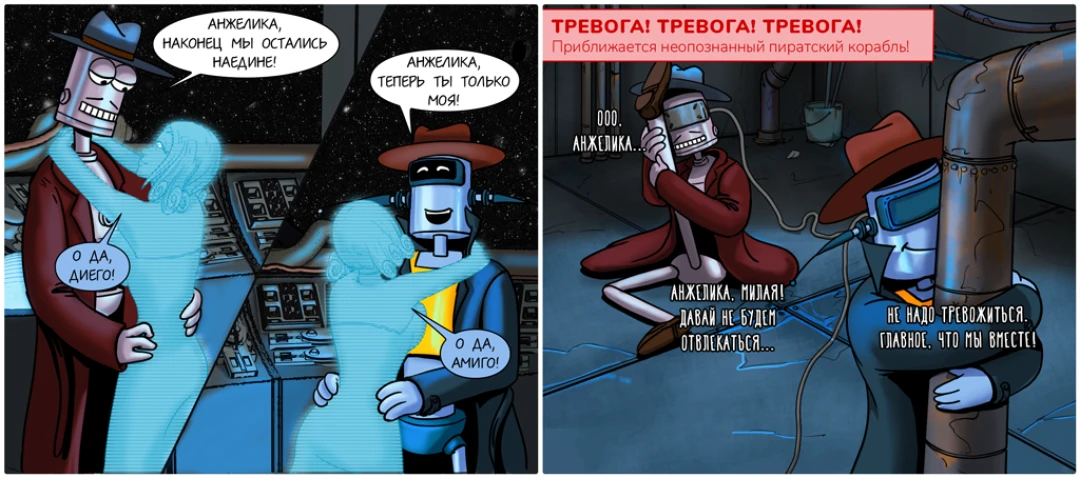 АНЖЕЛИКА,
НАКОНЕЦ МЫ ОСТАЛИСЬ
НАЕДИНЕ!
О ДА,
ДИЕГО!
АНЖЕЛИКА,
ТЕПЕРЬ ТЫ ТОЛЬКО
МОЯ!
О ДА,
АМИГО!
ТРЕВОГА! ТРЕВОГА! ТРЕВОГА!
Приближается неопознанный пиратский корабль!
ООО,
АНЖЕЛИКА...
АНЖЕЛИКА, МИЛАЯ!
ДАВАЙ НЕ БУДЕМ
ОТВЛЕКАТЬСЯ...
НЕ НАДО ТРЕВОЖИТЬСЯ.
ГЛАВНОЕ, ЧТО МЫ ВМЕСТЕ!